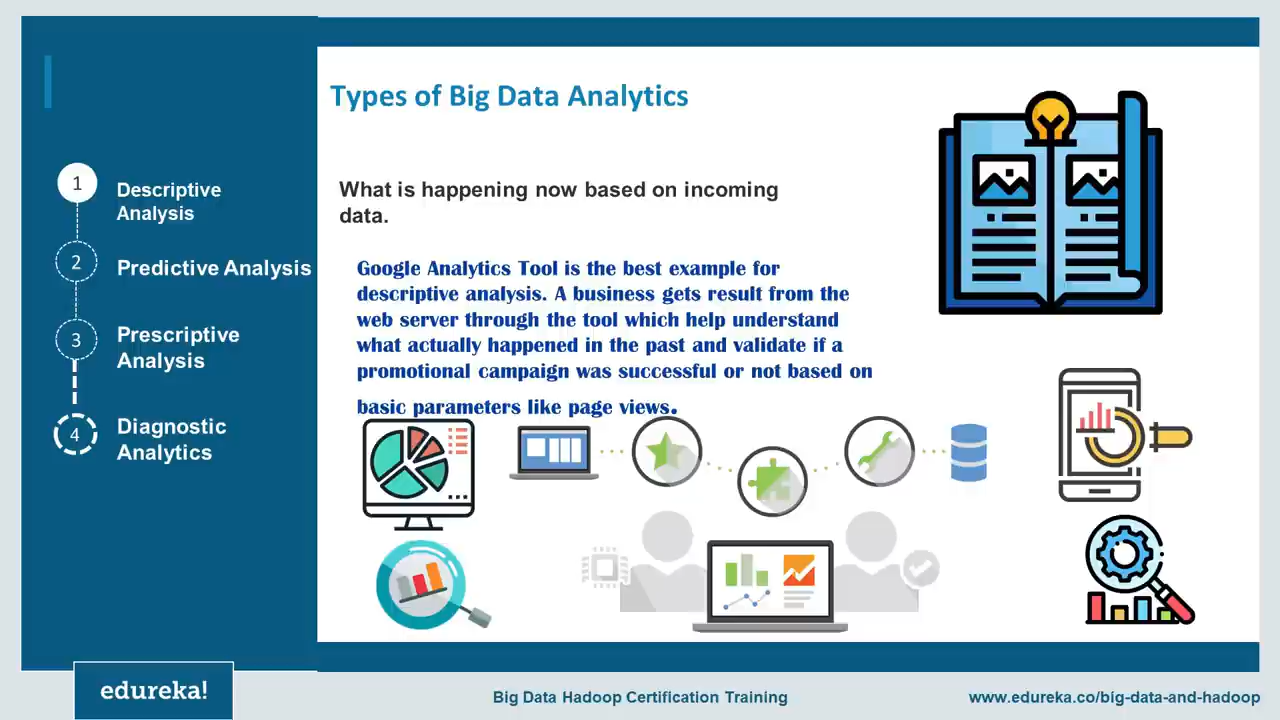 Types of Big Data Analytics
1
Descriptive
Analysis
2
Predictive Analysis
3
Prescriptive
Analysis
4
Diagnostic
Analytics
What is happening now based on incoming
data.
Google Analytics Tool is the best example for
descriptive analysis. A business gets result from the
web server through the tool which help understand
what actually happened in the past and validate if a
promotional campaign was successful or not based on
basic parameters like page views.
edureka!
Big Data Hadoop Certification Training
www.edureka.co/big-data-and-hadoop